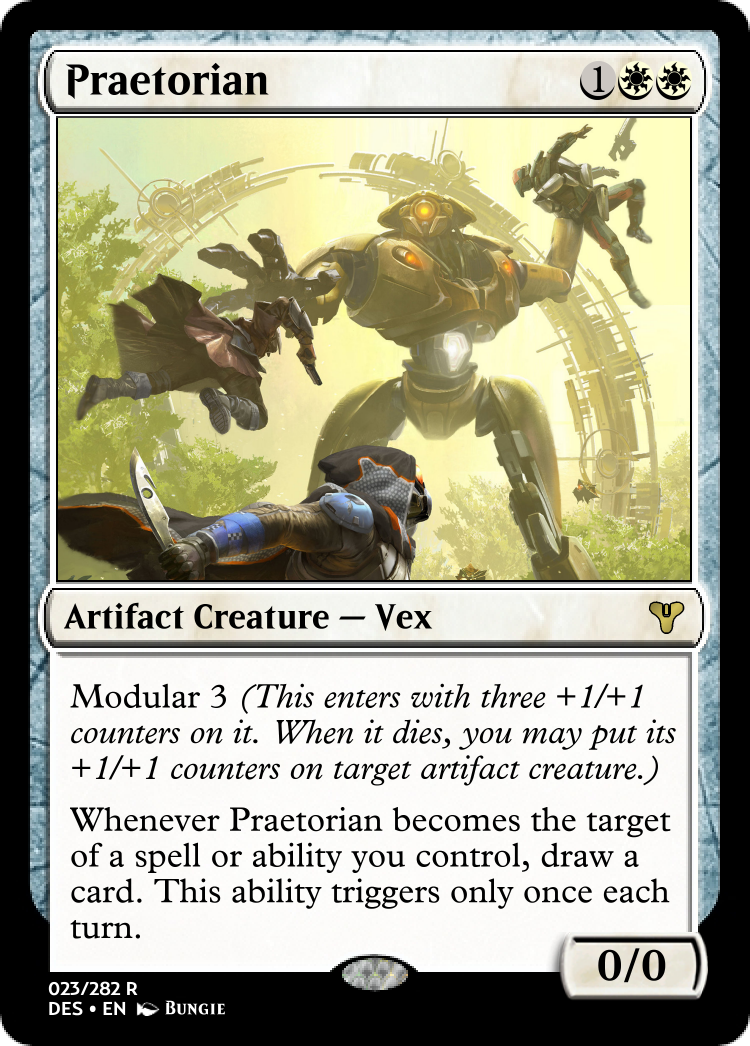 Praetorian 1
Artifact Creature — Vex
Modular 3 (This enters with three +1/+1
counters on it. When it dies, you may put its
+1/+1 counters on target artifact creature.)
Whenever Praetorian becomes the target
of a spell or ability you control, draw a
card. This ability triggers only once each
turn.
0/0
023/282 R
DES • EN Bungie